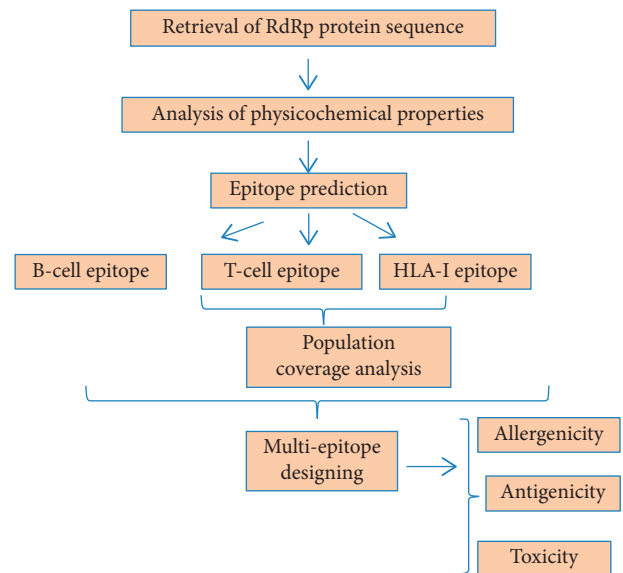 Retrieval of RdRp protein sequence
Analysis of physicochemical properties
Epitope prediction
B-cell epitope
T-cell epitope
HLA-I epitope
Population
coverage analysis
Multi-epitope
designing
Allergenicity
Antigenicity
Toxicity